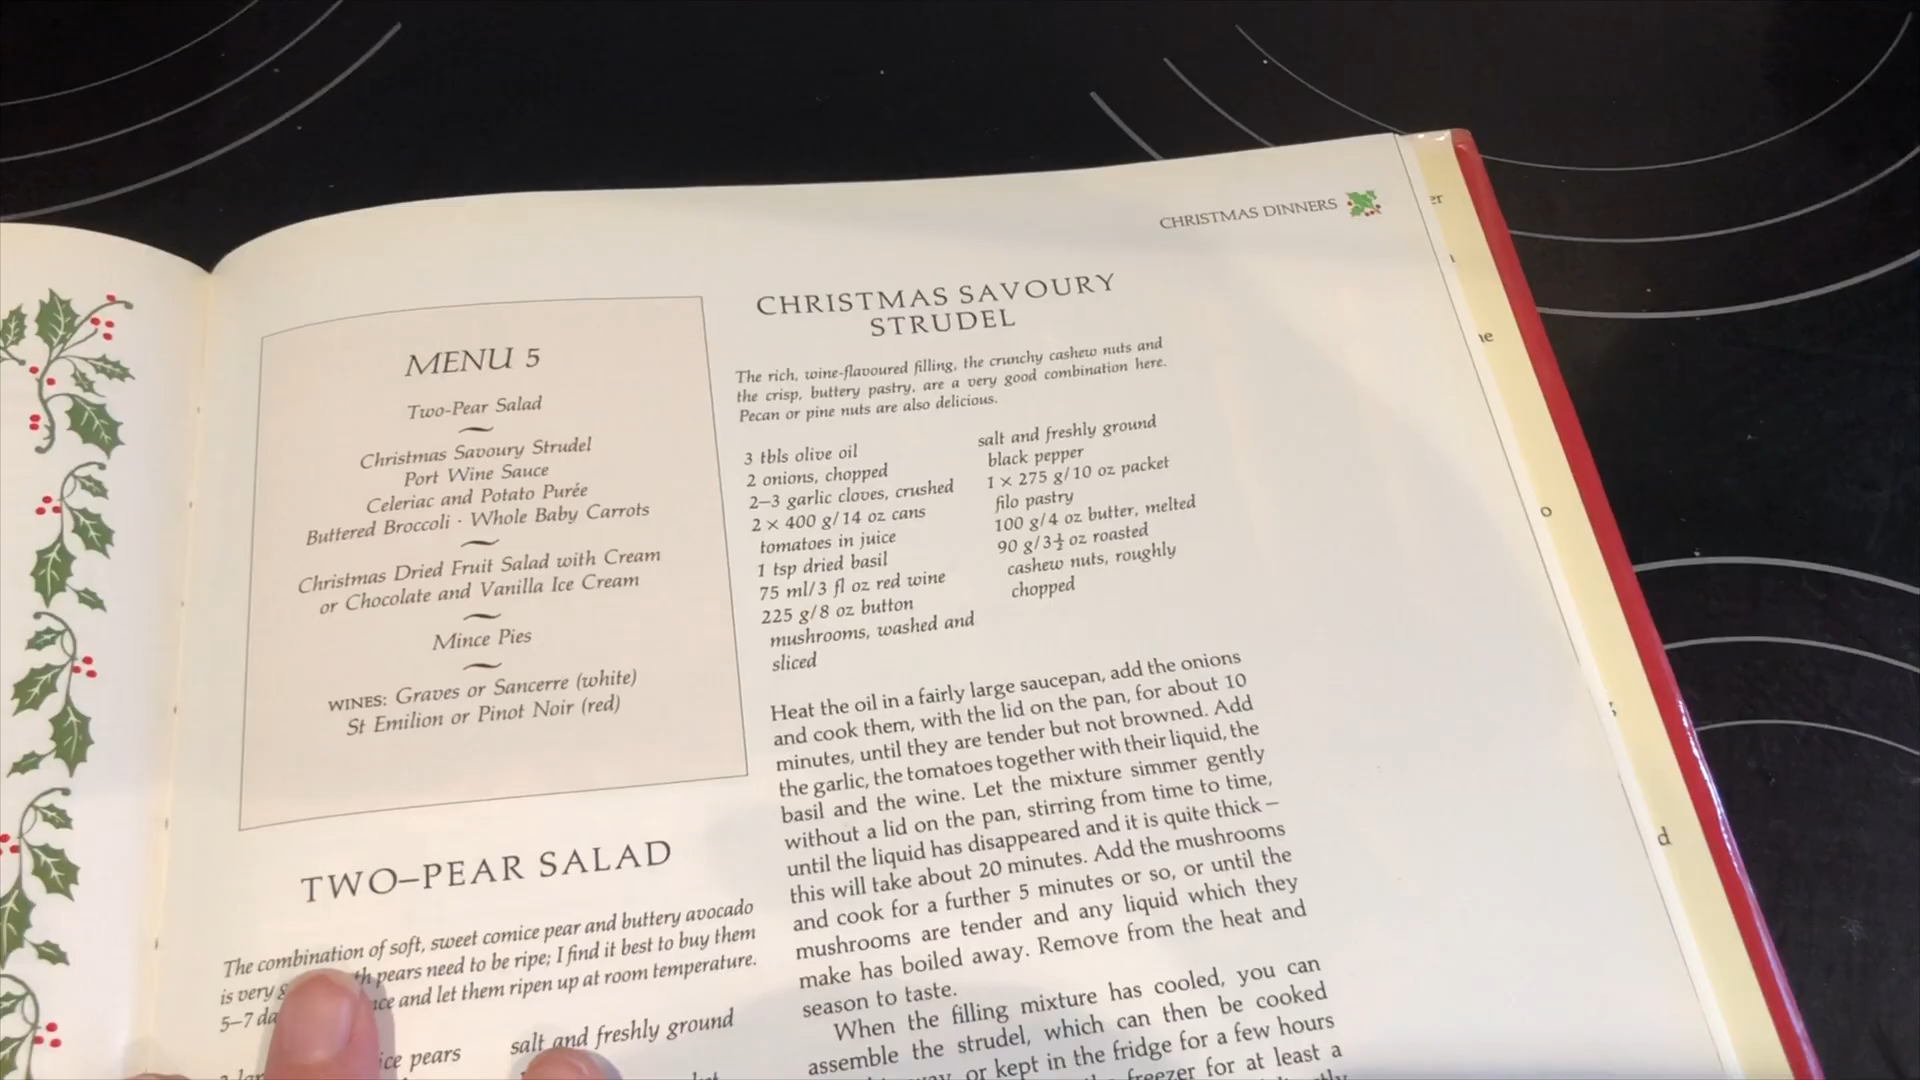 CHRISTMAS DINNERS
MENU 5
Two-Pear Salad
Christmas Savoury Strudel
Port Wine Sauce
Celeriac and Potato Purée
Buttered Broccoli · Whole Baby Carrots
Christmas Dried Fruit Salad with Cream
or Chocolate and Vanilla Ice Cream
Mince Pies
WINES: Graves or Sancerre (white)
St Emilion or Pinot Noir (red)
TWO–PEAR SALAD
The combination of soft, sweet comice pear and buttery avocado
is very pears need to be ripe; I find it best to buy them
5–7 and let them ripen up at room temperature.
pears
salt and freshly ground
CHRISTMAS SAVOURY
STRUDEL
The rich, wine-flavoured filling, the crunchy cashew nuts and
the crisp, buttery pastry, are a very good combination here.
Pecan or pine nuts are also delicious.
3 tbls olive oil
2 onions, chopped
2–3 garlic cloves, crushed
2 × 400 g/14 oz cans
tomatoes in juice
1 tsp dried basil
75 ml/3 fl oz red wine
225 g/8 oz button
mushrooms, washed and
sliced
salt and freshly ground
black pepper
1 × 275 g/10 oz packet
filo pastry
100 g/4 oz butter, melted
90 g/3½ oz roasted
cashew nuts, roughly
chopped
Heat the oil in a fairly large saucepan, add the onions
and cook them, with the lid on the pan, for about 10
minutes, until they are tender but not browned. Add
the garlic, the tomatoes together with their liquid, the
basil and the wine. Let the mixture simmer gently
without a lid on the pan, stirring from time to time,
until the liquid has disappeared and it is quite thick –
this will take about 20 minutes. Add the mushrooms
and cook for a further 5 minutes or so, or until the
mushrooms are tender and any liquid which they
make has boiled away. Remove from the heat and
season to taste.
When the filling mixture has cooled, you can
assemble the strudel, which can then be cooked
or kept in the fridge for a few hours
freezer for at least a